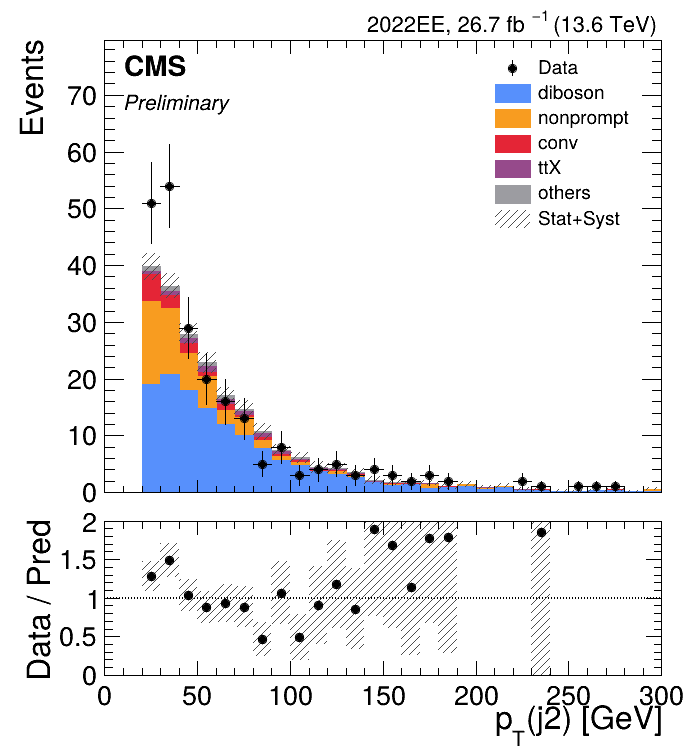 2022EE, 26.7 fb⁻¹ (13.6 TeV)
CMS
Preliminary
Events
Data
diboson
nonprompt
conv
ttX
others
Stat+Syst
70
60
50
40
30
20
10
0
Data / Pred
2
1.5
1
0.5
0
0 50 100 150 200 250 300
p_T(j2) [GeV]